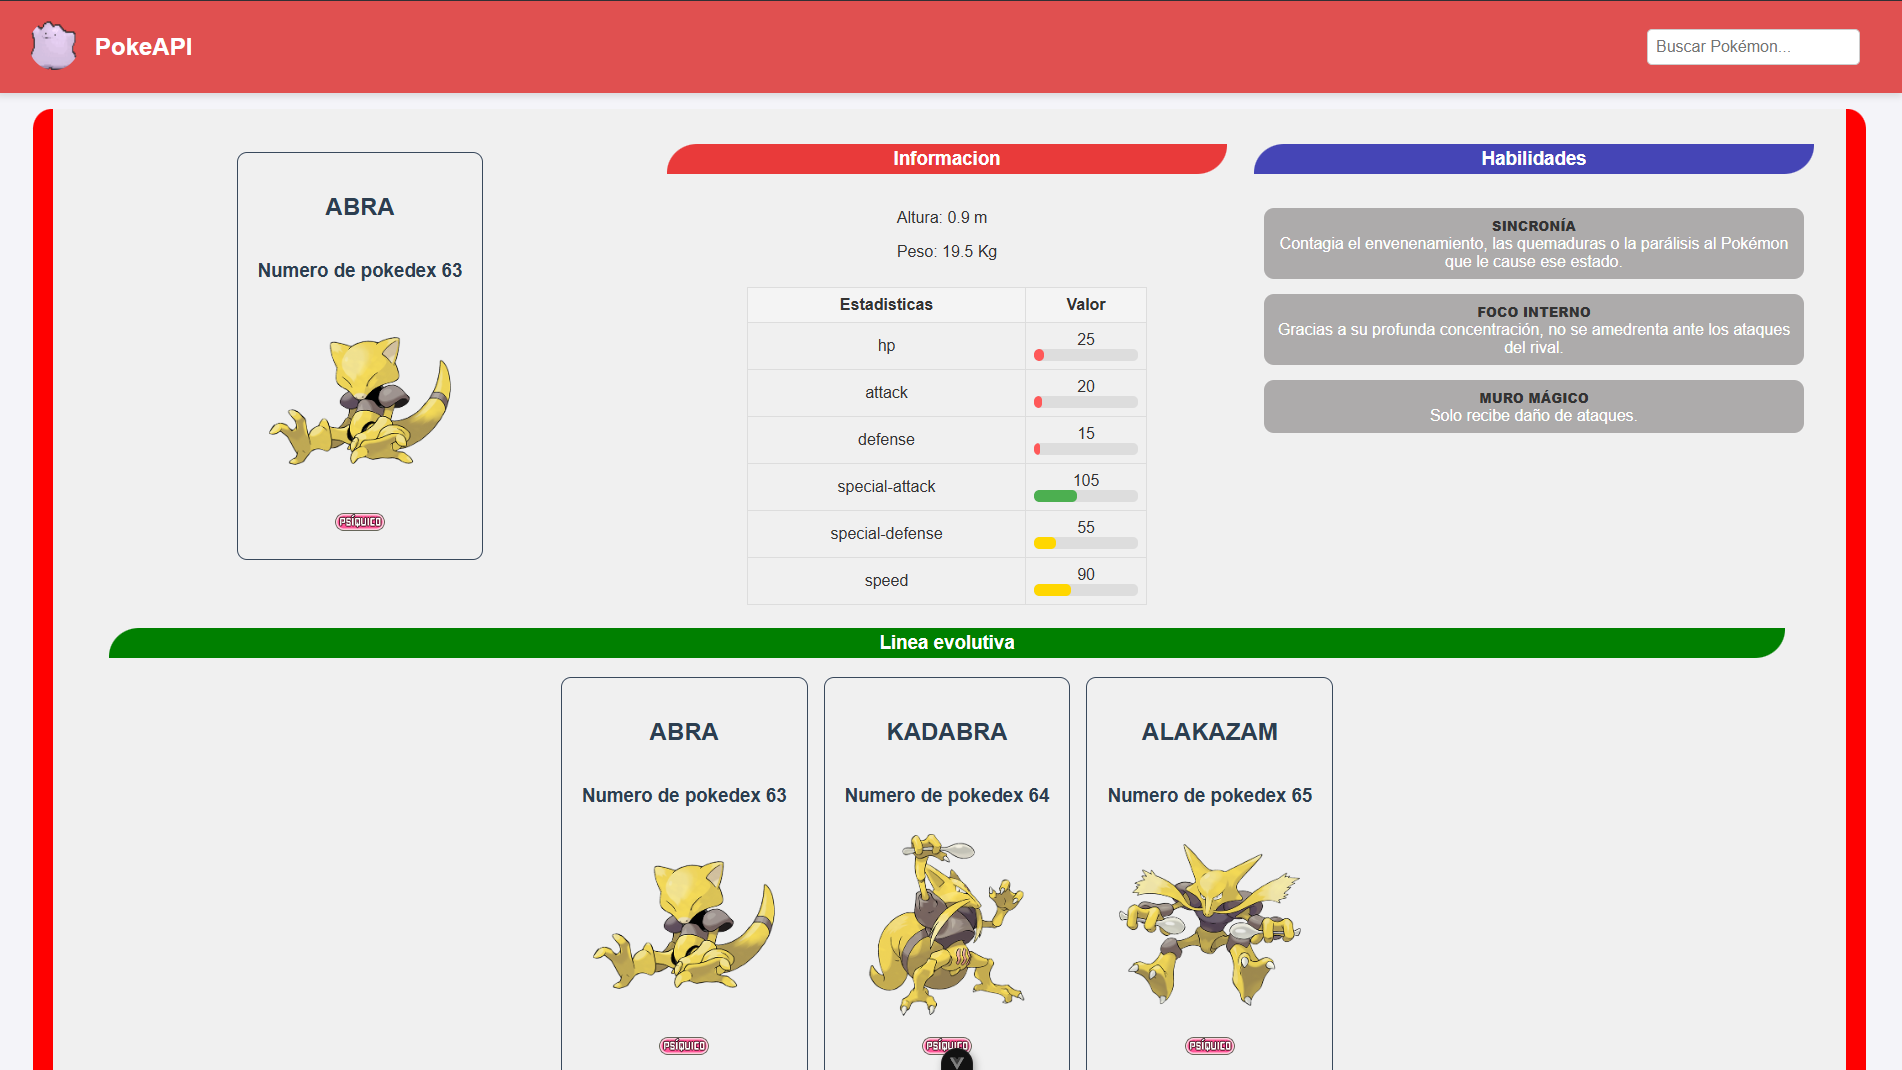 PokeAPI
Buscar Pokémon...
ABRA
Numero de pokedex 63
PSÍQUICO
Informacion
Altura: 0.9 m
Peso: 19.5 Kg
Estadisticas Valor
hp 25
attack 20
defense 15
special-attack 105
special-defense 55
speed 90
Habilidades
SINCRONÍA
Contagia el envenenamiento, las quemaduras o la parálisis al Pokémon
que le cause ese estado.
FOCO INTERNO
Gracias a su profunda concentración, no se amedrenta ante los ataques
del rival.
MURO MÁGICO
Solo recibe daño de ataques.
Linea evolutiva
ABRA
Numero de pokedex 63
PSÍQUICO
KADABRA
Numero de pokedex 64
PSÍQUICO
ALAKAZAM
Numero de pokedex 65
PSÍQUICO